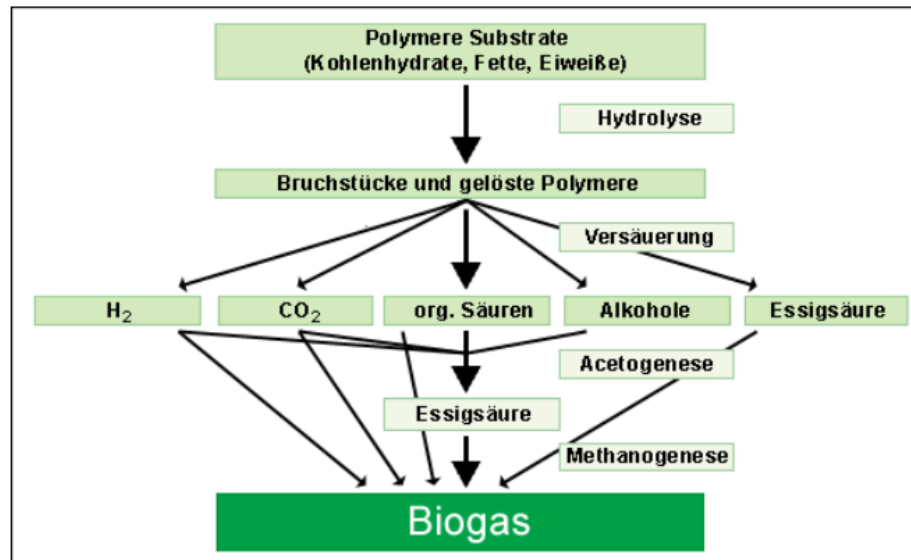 Polymere Substrate
(Kohlenhydrate, Fette, Eiweiße)
Hydrolyse
Bruchstücke und gelöste Polymere
Versäuerung
H₂
CO₂
org. Säuren
Alkohole
Essigsäure
Acetogenese
Essigsäure
Methanogenese
Biogas